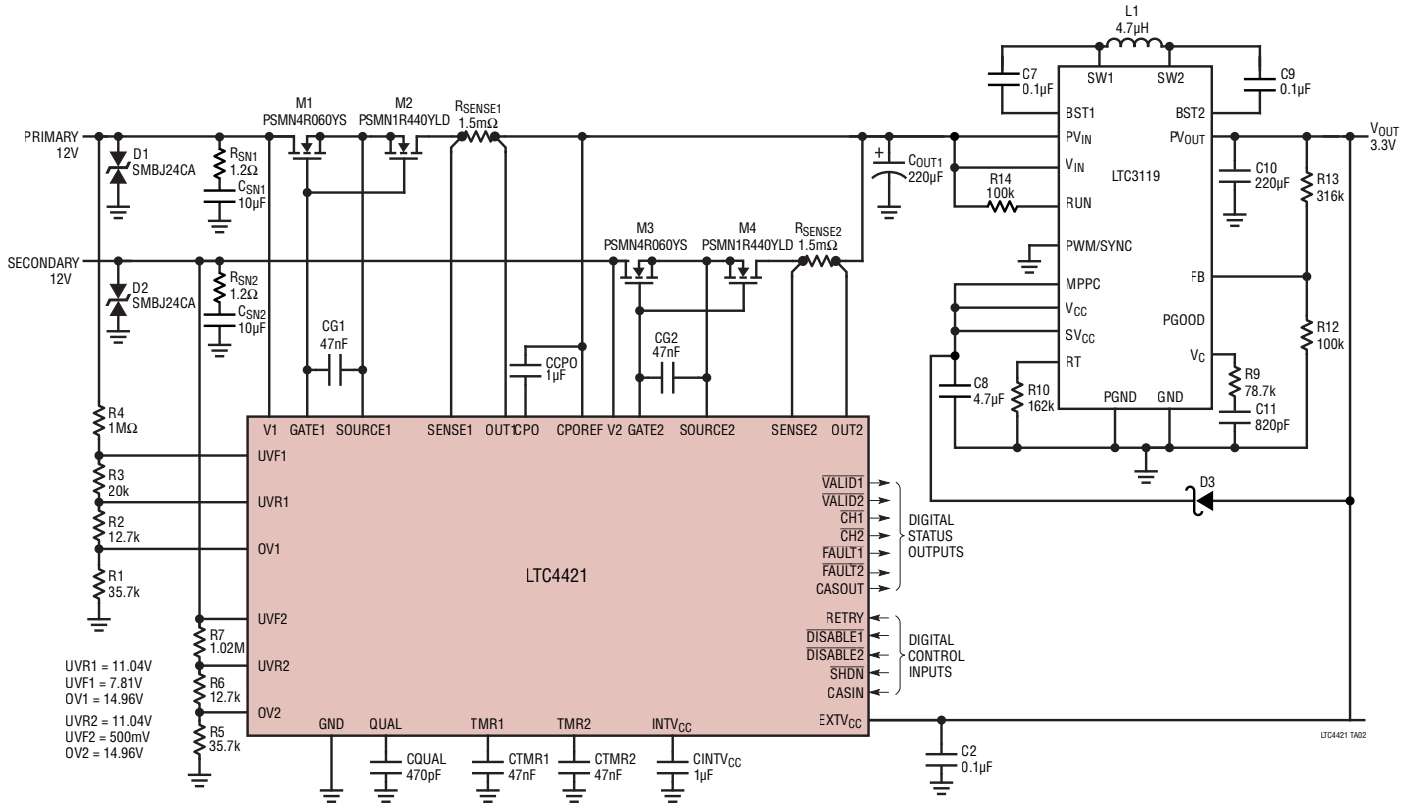 L1
4.7µH
C7
0.1µF
SW1
SW2
C9
0.1µF
BST1
BST2
PRIMARY
12V
D1
SMBJ24CA
RSN1
1.2Ω
CSN1
10µF
M1
PSMN4R060YS
M2
PSMN1R440YLD
RSENSE1
1.5mΩ
+
COUT1
220µF
PVIN
VIN
R14
100k
RUN
LTC3119
PVOUT
C10
220µF
R13
316k
VOUT
3.3V
SECONDARY
12V
D2
SMBJ24CA
RSN2
1.2Ω
CSN2
10µF
M3
PSMN4R060YS
M4
PSMN1R440YLD
RSENSE2
1.5mΩ
PWM/SYNC
MPPC
VCC
SVCC
RT
FB
PGOOD
VC
PGND
GND
R12
100k
R9
78.7k
C11
820pF
C8
4.7µF
R10
162k
D3
CG1
47nF
CCPO
1µF
CG2
47nF
V1
GATE1
SOURCE1
SENSE1
OUT1
CPO
CPOREF
V2
GATE2
SOURCE2
SENSE2
OUT2
R4
1MΩ
R3
20k
R2
12.7k
R1
35.7k
UVF1
UVR1
OV1
LTC4421
UVF2
UVR2
OV2
R7
1.02M
R6
12.7k
R5
35.7k
UVR1 = 11.04V
UVF1 = 7.81V
OV1 = 14.96V
UVR2 = 11.04V
UVF2 = 500mV
OV2 = 14.96V
VALID1
VALID2
CH1
CH2
FAULT1
FAULT2
CASOUT
DIGITAL
STATUS
OUTPUTS
RETRY
DISABLE1
DISABLE2
SHDN
CASIN
DIGITAL
CONTROL
INPUTS
EXTVCC
GND
QUAL
TMR1
TMR2
INTVCC
CQUAL
470pF
CTMR1
47nF
CTMR2
47nF
CINTVCC
1µF
C2
0.1µF
LTC4421 TA02